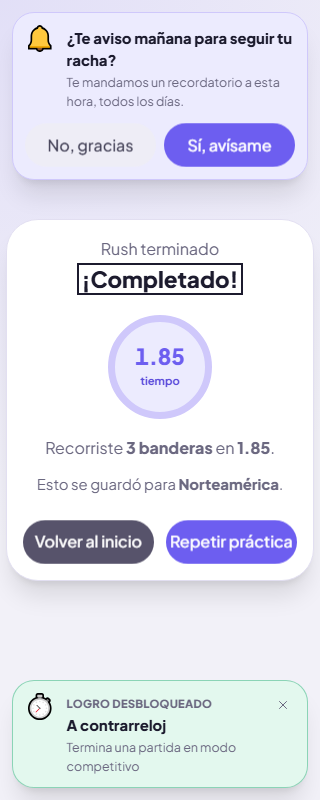 ¿Te aviso mañana para seguir tu
racha?
Te mandamos un recordatorio a esta
hora, todos los días.
No, gracias
Sí, avísame
Rush terminado
¡Completado!
1.85
tiempo
Recorriste 3 banderas en 1.85.
Esto se guardó para Norteamérica.
Volver al inicio
Repetir práctica
LOGRO DESBLOQUEADO
A contrarreloj
Termina una partida en modo
competitivo